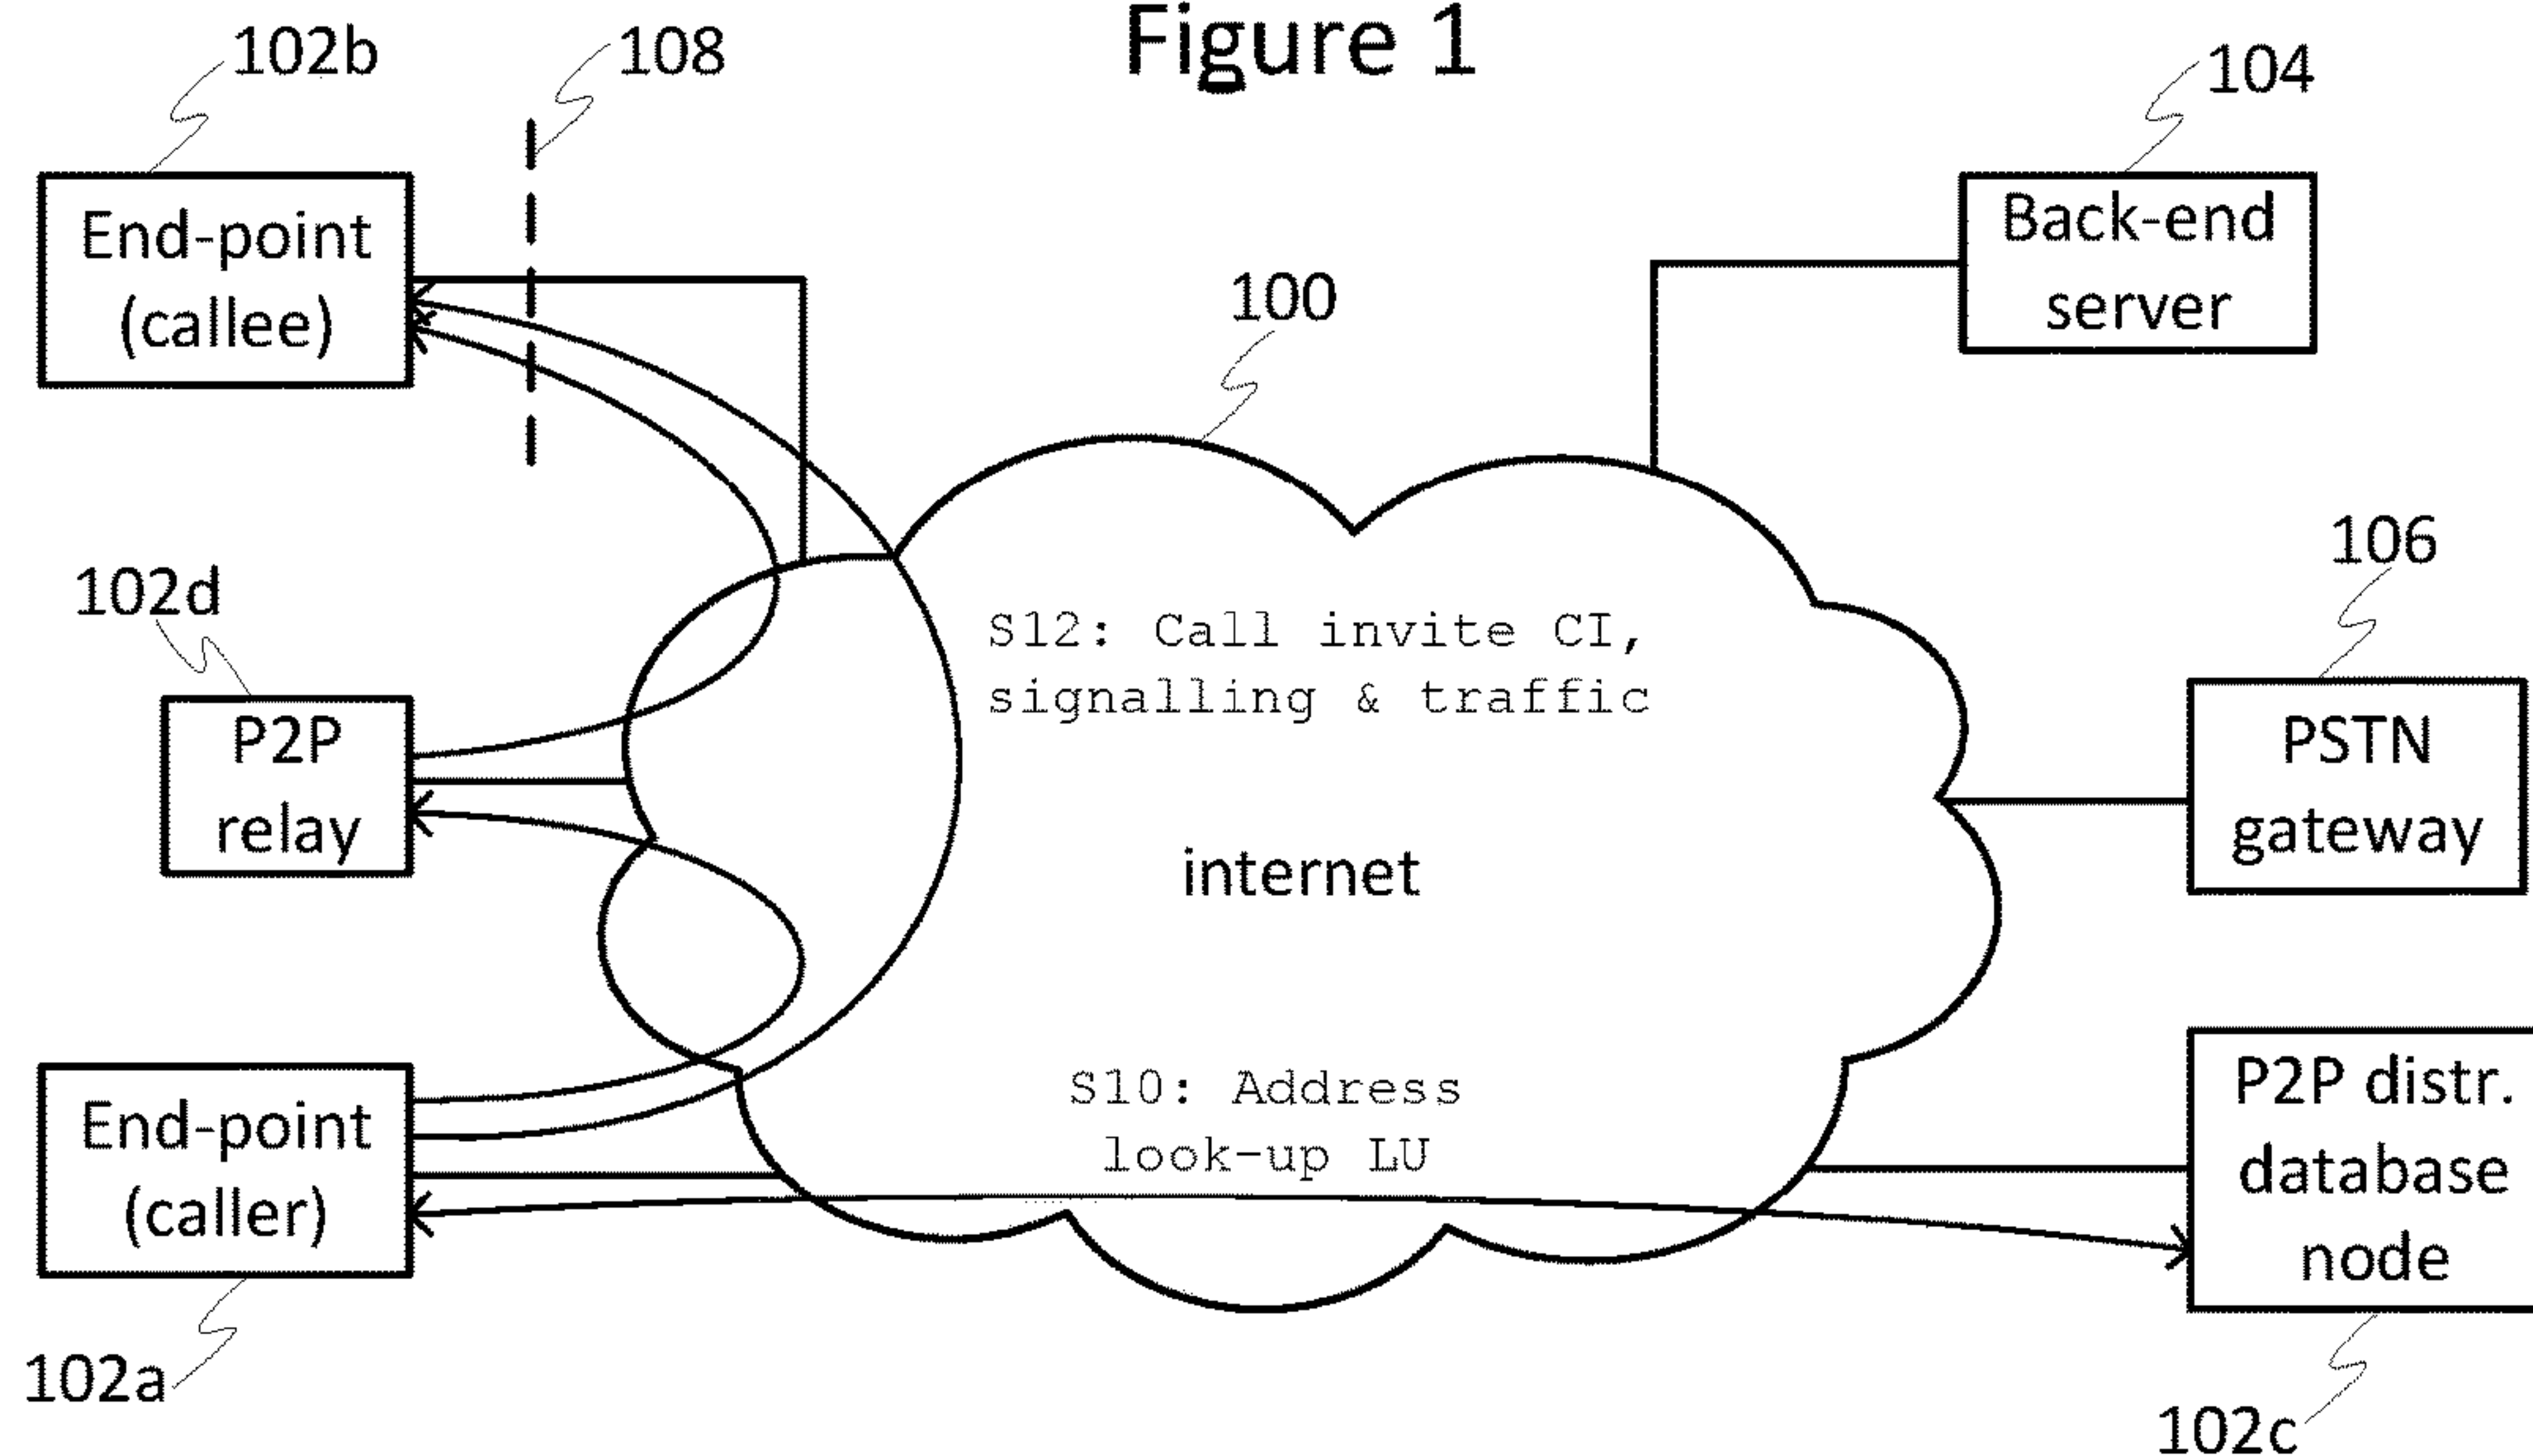 Figure 1
102b
108
104
End-point
(callee)
Back-end
server
100
106
102d
S12: Call invite CI,
signalling & traffic
P2P
relay
PSTN
gateway
internet
End-point
(caller)
S10: Address
look-up LU
P2P distr.
database
node
102a
102c